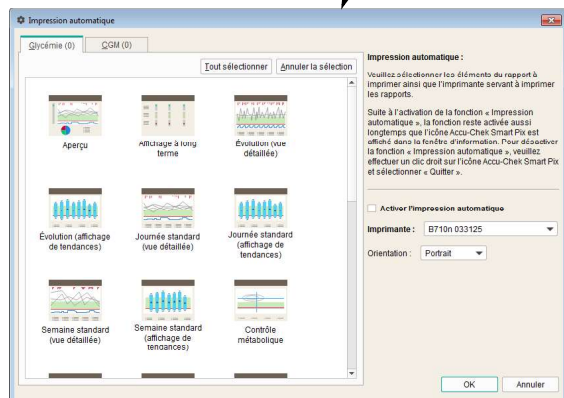 Impression automatique
Glycémie (0)
CGM (0)
Tout sélectionner
Annuler la sélection
Aperçu
Affichage à long
terme
Évolution (vue
détaillée)
Évolution (affichage
de tendances)
Journée standard
(vue détaillée)
Journée standard
(affichage de
tendances)
Semaine standard
(vue détaillée)
Semaine standard
(affichage de
tendances)
Contrôle
métabolique
Impression automatique :
Veuillez sélectionner les éléments du rapport à
imprimer ainsi que l'imprimante servant à imprimer
les rapports.
Suite à l'activation de la fonction « Impression
automatique », la fonction reste activée aussi
longtemps que l'icône Accu-Chek Smart Pix est
affiché dans la fenêtre d'information. Pour désactiver
la fonction « Impression automatique », veuillez
effectuer un clic droit sur l'icône Accu-Chek Smart Pix
et sélectionner « Quitter ».
Activer l'impression automatique
Imprimante : B710n 033125
Orientation : Portrait
OK
Annuler